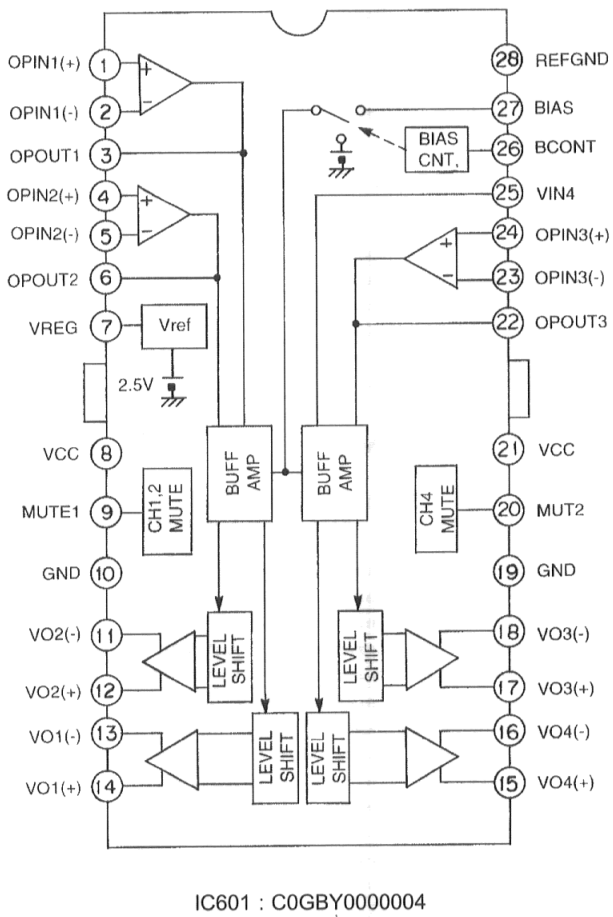 OPIN1(+)
1
OPIN1(-)
2
OPOUT1
3
OPIN2(+)
4
OPIN2(-)
5
OPOUT2
6
VREG
7
Vref
2.5V
VCC
8
MUTE1
9
CH1,2
MUTE
GND
10
VO2(-)
11
VO2(+)
12
VO1(-)
13
VO1(+)
14
+
−
+
−
BUFF
AMP
BUFF
AMP
LEVEL
SHIFT
LEVEL
SHIFT
LEVEL
SHIFT
LEVEL
SHIFT
28
REFGND
27
BIAS
BIAS
CNT,
26
BCONT
25
VIN4
24
OPIN3(+)
+
−
23
OPIN3(-)
22
OPOUT3
21
VCC
CH4
MUTE
20
MUT2
19
GND
18
VO3(-)
17
VO3(+)
16
VO4(-)
15
VO4(+)
IC601 : C0GBY0000004